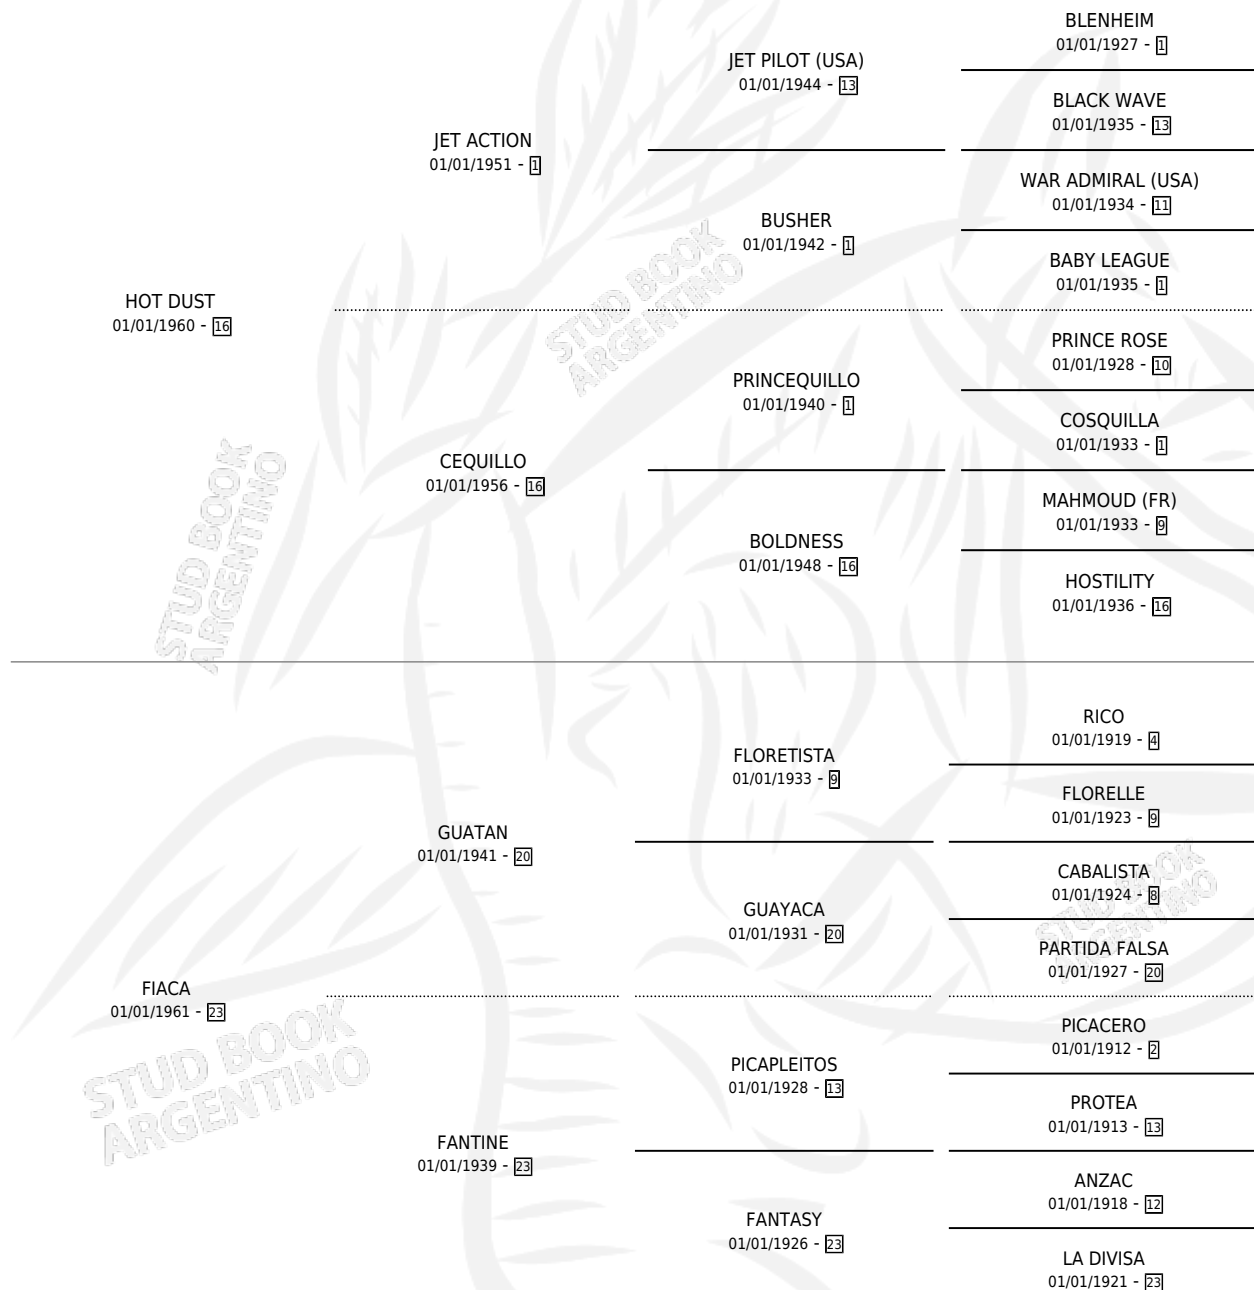 BLENHEIM
01/01/1927 - 1
JET PILOT (USA)
01/01/1944 - 13
BLACK WAVE
01/01/1935 - 13
JET ACTION
01/01/1951 - 1
WAR ADMIRAL (USA)
01/01/1934 - 11
BUSHER
01/01/1942 - 1
BABY LEAGUE
01/01/1935 - 1
HOT DUST
01/01/1960 - 16
PRINCE ROSE
01/01/1928 - 10
PRINCEQUILLO
01/01/1940 - 1
COSQUILLA
01/01/1933 - 1
CEQUILLO
01/01/1956 - 16
MAHMOUD (FR)
01/01/1933 - 9
BOLDNESS
01/01/1948 - 16
HOSTILITY
01/01/1936 - 16
RICO
01/01/1919 - 4
FLORETISTA
01/01/1933 - 9
FLORELLE
01/01/1923 - 9
GUATAN
01/01/1941 - 20
CABALISTA
01/01/1924 - 8
GUAYACA
01/01/1931 - 20
PARTIDA FALSA
01/01/1927 - 20
FIACA
01/01/1961 - 23
PICACERO
01/01/1912 - 2
PICAPLEITOS
01/01/1928 - 13
PROTEA
01/01/1913 - 13
FANTINE
01/01/1939 - 23
ANZAC
01/01/1918 - 12
FANTASY
01/01/1926 - 23
LA DIVISA
01/01/1921 - 23
STUD BOOK
ARGENTINO
STUD BOOK
ARGENTINO
STUD BOOK
ARGENTINO
STUD BOOK
ARGENTINO